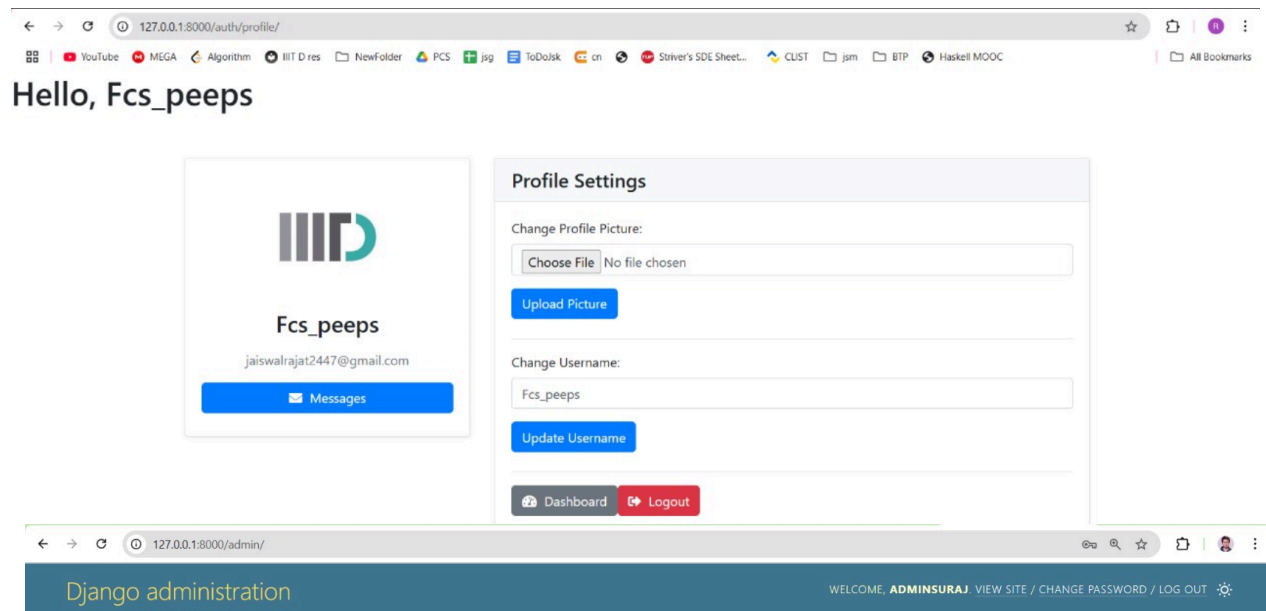 127.0.0.1:8000/auth/profile/
R
YouTube MEGA Algorithm IIIT D res NewFolder PCS jsg ToDoJsk cn Striver's SDE Sheet... CLIST jsm BTP Haskell MOOC All Bookmarks
Hello, Fcs_peeps
IIID
Fcs_peeps
jaiswalrajat2447@gmail.com
Messages
Profile Settings
Change Profile Picture:
Choose File No file chosen
Upload Picture
Change Username:
Fcs_peeps
Update Username
Dashboard Logout
127.0.0.1:8000/admin/
Django administration
WELCOME, ADMINSURAJ. VIEW SITE / CHANGE PASSWORD / LOG OUT